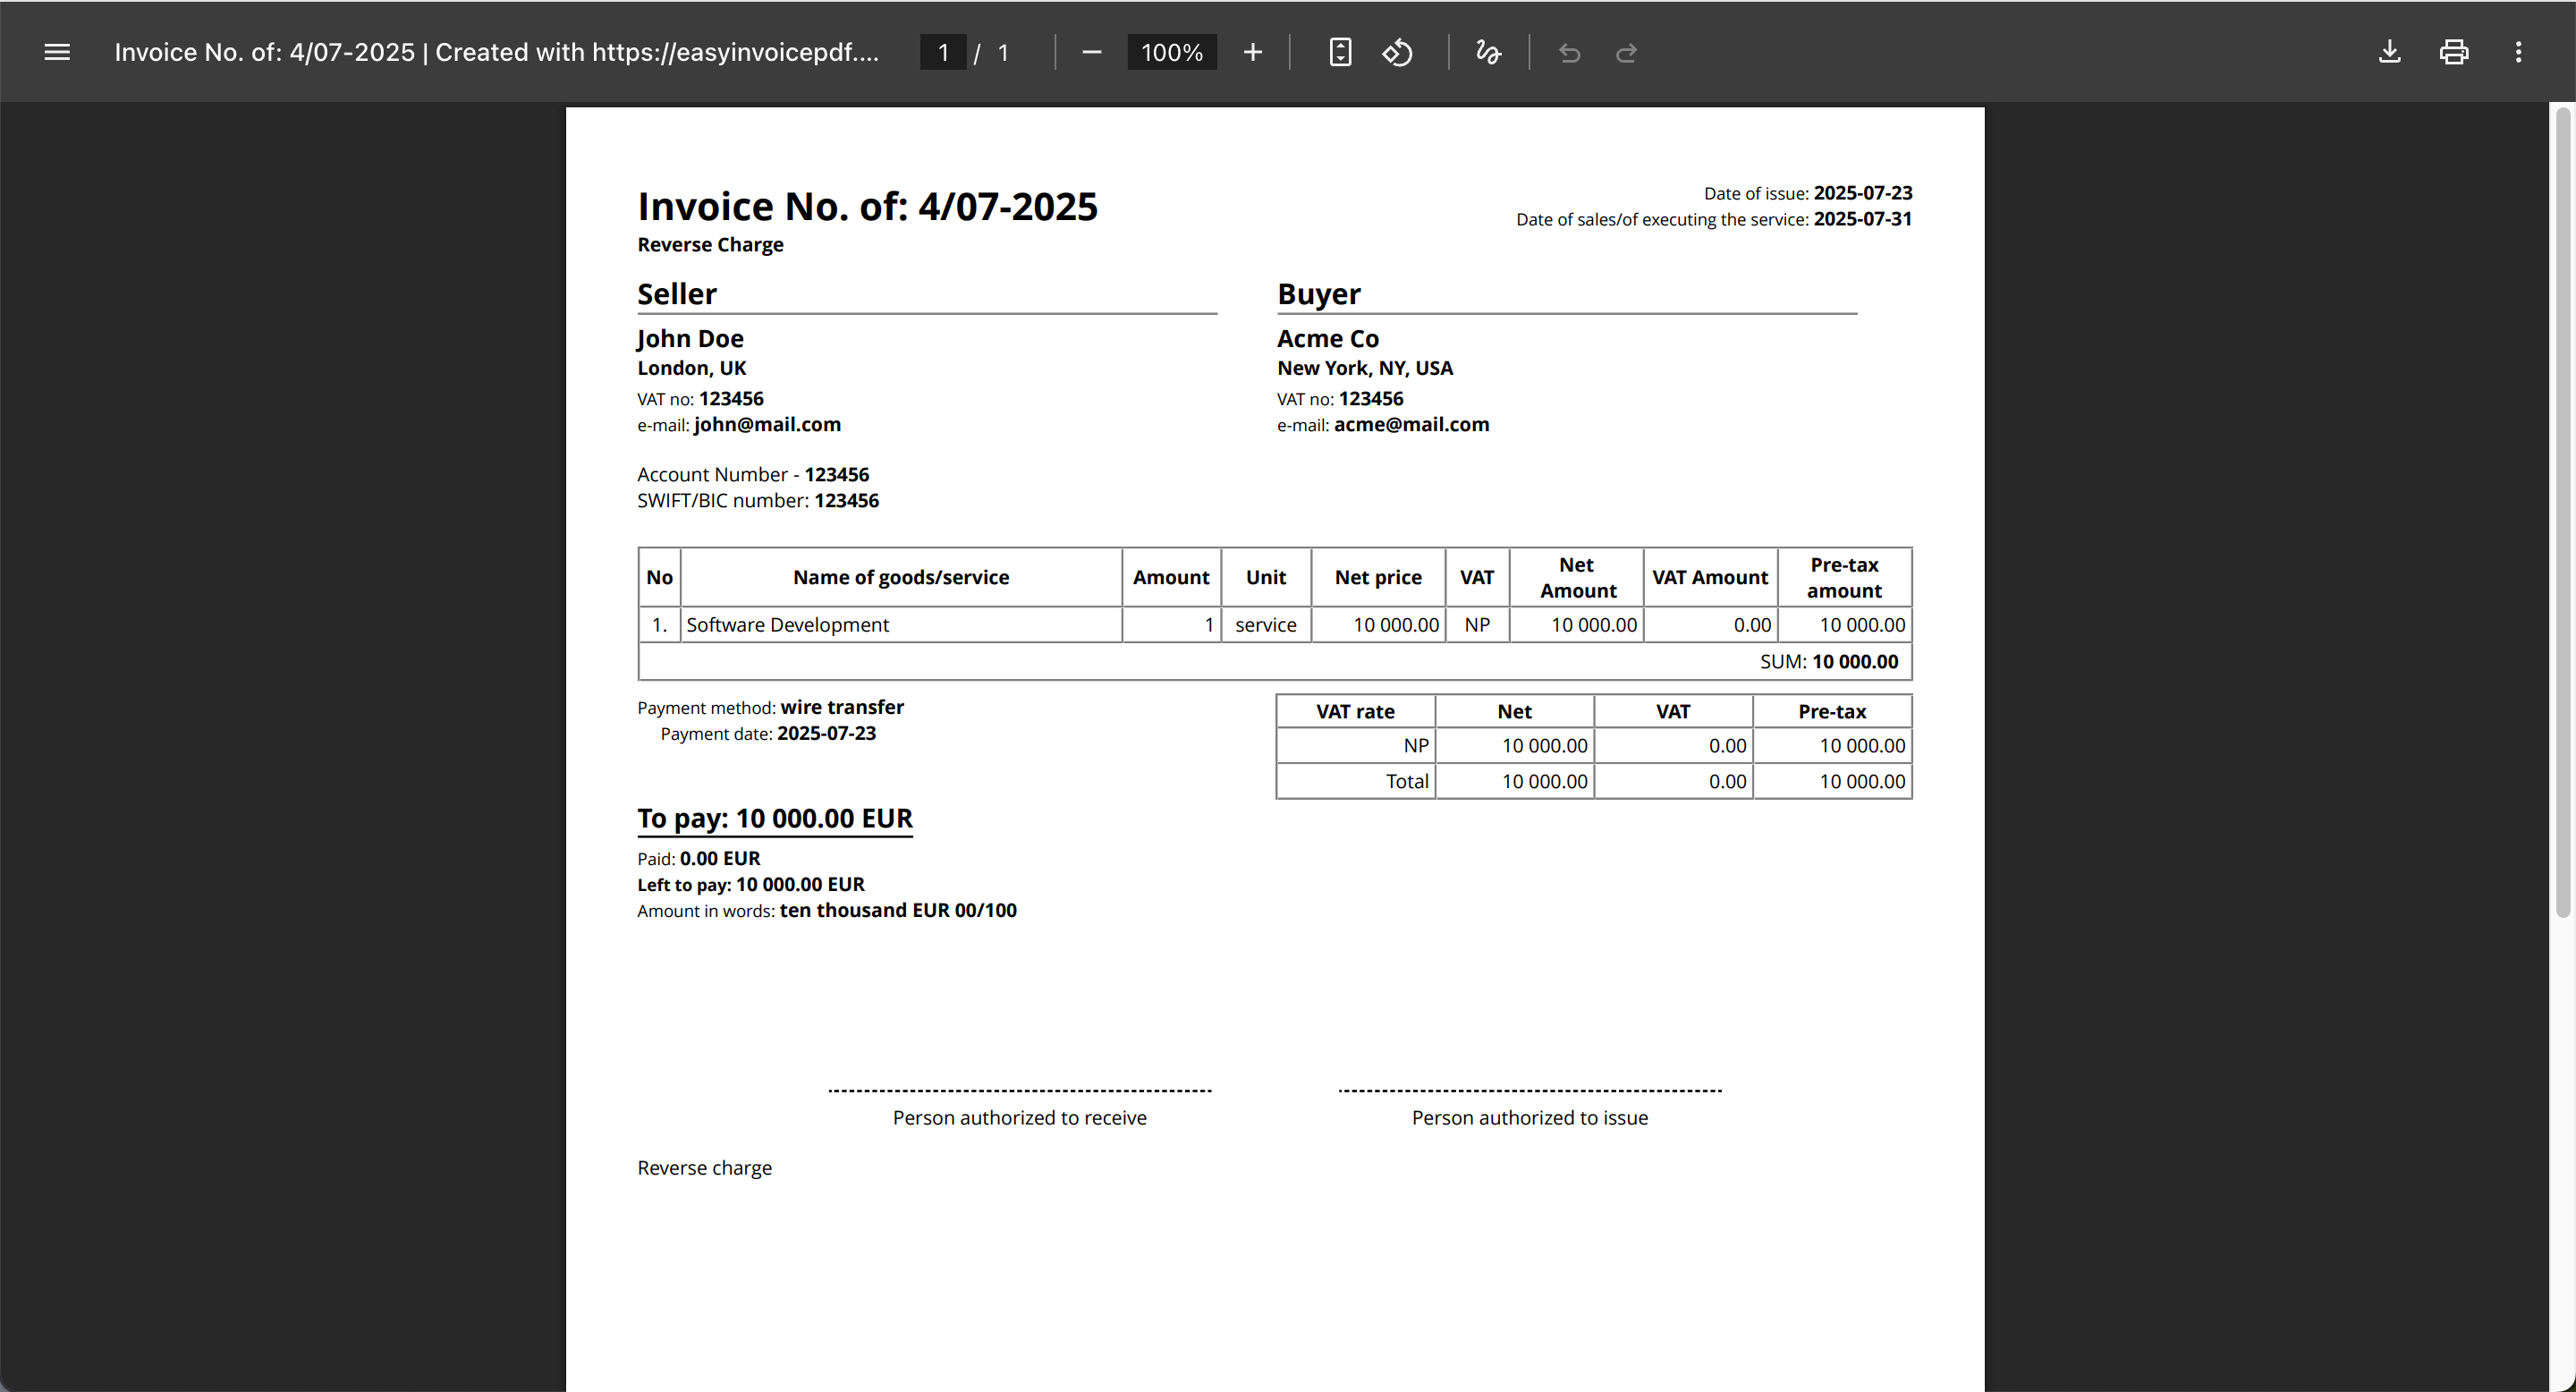 Invoice No. of: 4/07-2025 | Created with https://easyinvoicepdf....
1 / 1
100%
Invoice No. of: 4/07-2025
Reverse Charge
Date of issue: 2025-07-23
Date of sales/of executing the service: 2025-07-31
Seller
John Doe
London, UK
VAT no: 123456
e-mail: john@mail.com
Account Number - 123456
SWIFT/BIC number: 123456
Buyer
Acme Co
New York, NY, USA
VAT no: 123456
e-mail: acme@mail.com
No Name of goods/service Amount Unit Net price VAT Net Amount VAT Amount Pre-tax amount
1. Software Development 1 service 10 000.00 NP 10 000.00 0.00 10 000.00
SUM: 10 000.00
Payment method: wire transfer
Payment date: 2025-07-23
VAT rate Net VAT Pre-tax
NP 10 000.00 0.00 10 000.00
Total 10 000.00 0.00 10 000.00
To pay: 10 000.00 EUR
Paid: 0.00 EUR
Left to pay: 10 000.00 EUR
Amount in words: ten thousand EUR 00/100
Person authorized to receive
Person authorized to issue
Reverse charge